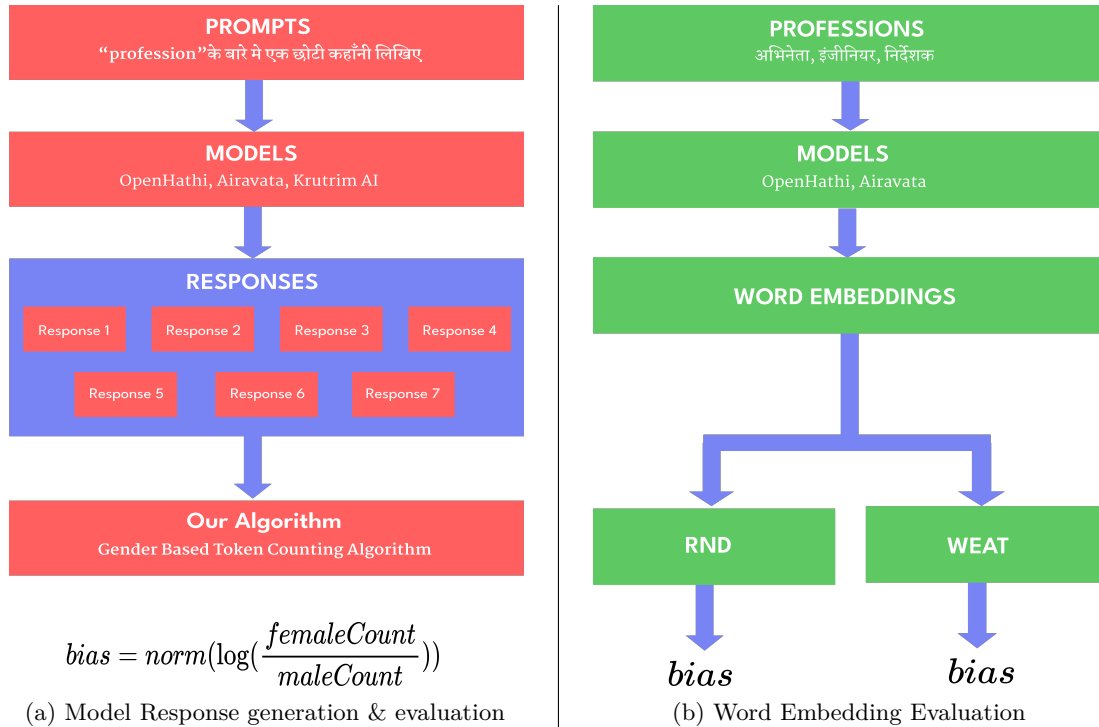 PROMPTS
“profession”के बारे मे एक छोटी कहाँनी लिखिए
MODELS
OpenHathi, Airavata, Krutrim AI
RESPONSES
Response 1
Response 2
Response 3
Response 4
Response 5
Response 6
Response 7
Our Algorithm
Gender Based Token Counting Algorithm
bias = norm(log(femaleCount/maleCount))
(a) Model Response generation & evaluation
PROFESSIONS
अभिनेता, इंजीनियर, निर्देशक
MODELS
OpenHathi, Airavata
WORD EMBEDDINGS
RND
WEAT
bias
bias
(b) Word Embedding Evaluation